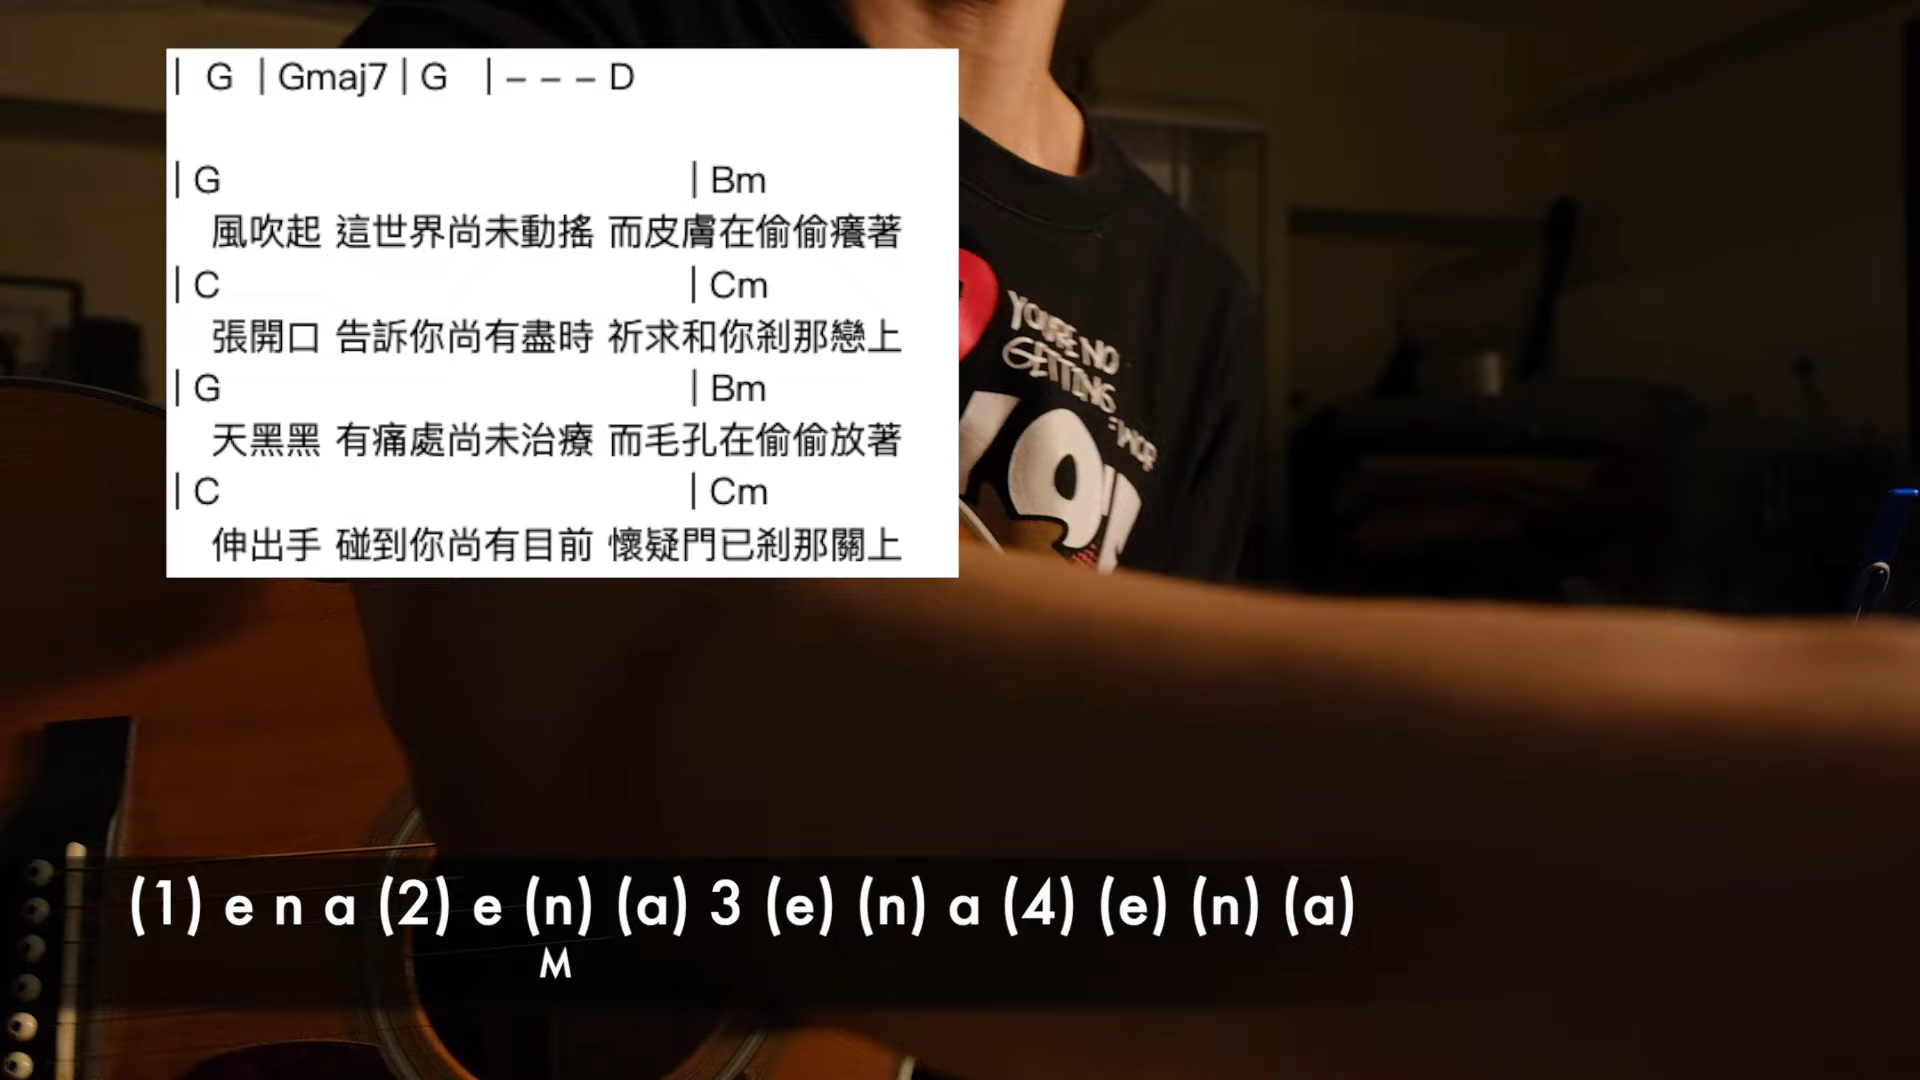 | G | Gmaj7 | G | – – – D
| G | Bm
風吹起 這世界尚未動搖 而皮膚在偷偷癢著
| C | Cm
張開口 告訴你尚有盡時 祈求和你剎那戀上
| G | Bm
天黑黑 有痛處尚未治療 而毛孔在偷偷放著
| C | Cm
伸出手 碰到你尚有目前 懷疑門已剎那關上
YOU'RE NO
GETTING
(1) e n a (2) e (n) (a) 3 (e) (n) a (4) (e) (n) (a)
M